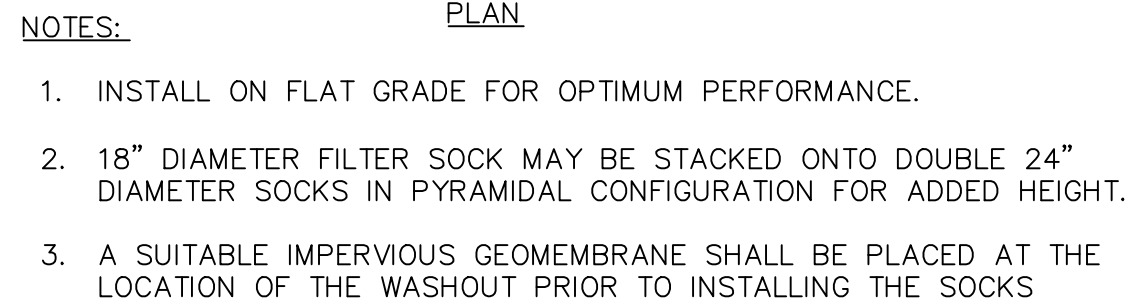 PLAN
NOTES:
1. INSTALL ON FLAT GRADE FOR OPTIMUM PERFORMANCE.
2. 18” DIAMETER FILTER SOCK MAY BE STACKED ONTO DOUBLE 24”
DIAMETER SOCKS IN PYRAMIDAL CONFIGURATION FOR ADDED HEIGHT.
3. A SUITABLE IMPERVIOUS GEOMEMBRANE SHALL BE PLACED AT THE
LOCATION OF THE WASHOUT PRIOR TO INSTALLING THE SOCKS